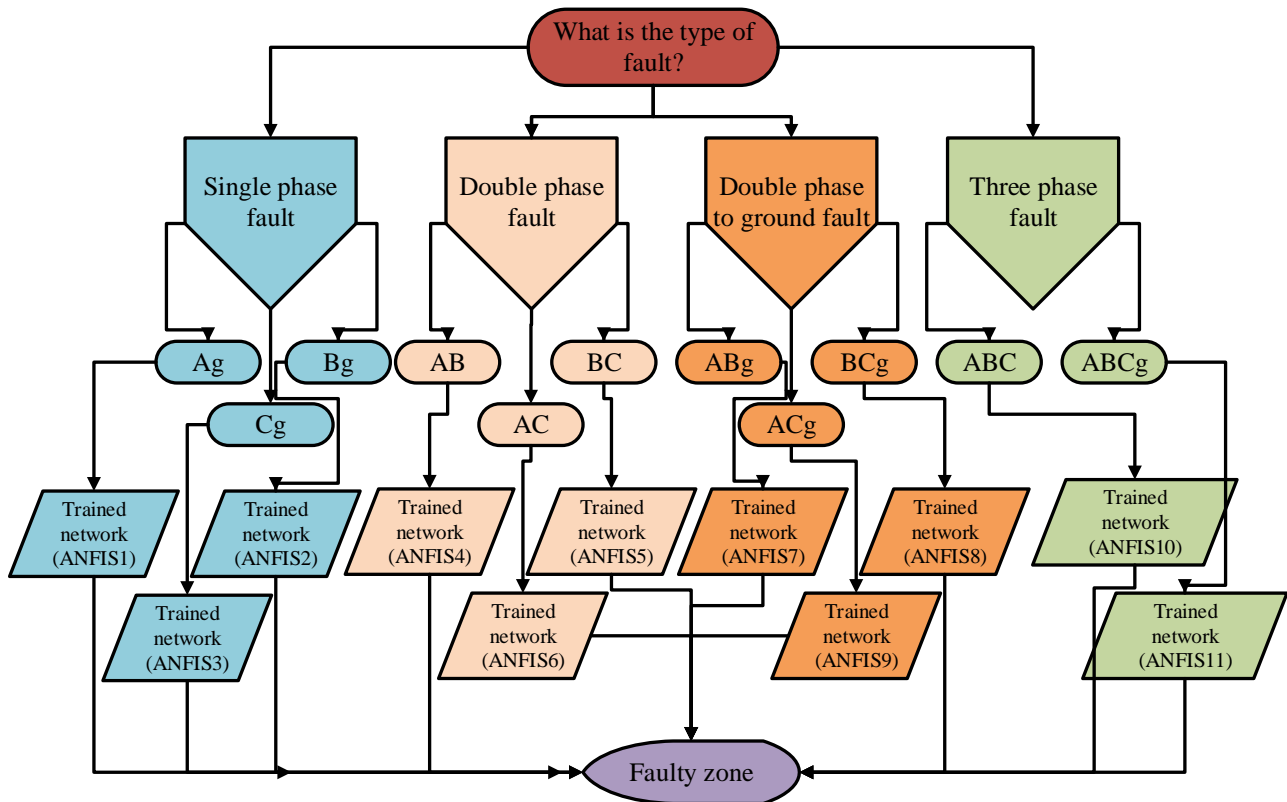 What is the type of
fault?
Single phase
fault
Double phase
fault
Double phase
to ground fault
Three phase
fault
Ag
Bg
AB
BC
ABg
BCg
ABC
ABCg
Cg
AC
ACg
Trained
network
(ANFIS1)
Trained
network
(ANFIS2)
Trained
network
(ANFIS4)
Trained
network
(ANFIS5)
Trained
network
(ANFIS7)
Trained
network
(ANFIS8)
Trained
network
(ANFIS10)
Trained
network
(ANFIS3)
Trained
network
(ANFIS6)
Trained
network
(ANFIS9)
Trained
network
(ANFIS11)
Faulty zone